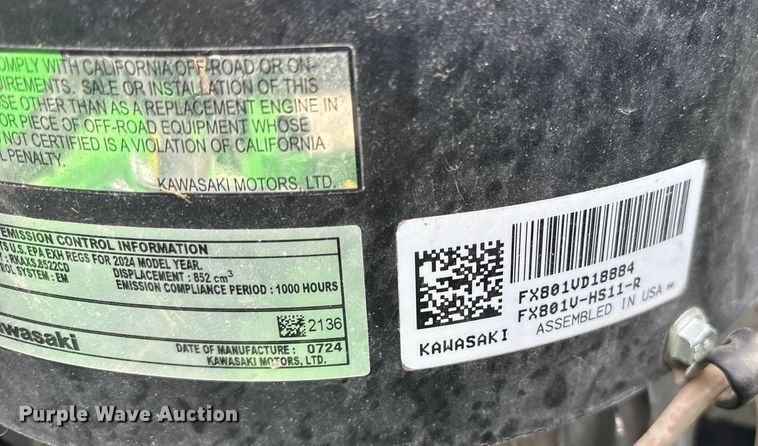 COMPLY WITH CALIFORNIA OFF-ROAD OR ON-
UIREMENTS. SALE OR INSTALLATION OF THIS
SE OTHER THAN AS A REPLACEMENT ENGINE IN
OR PIECE OF OFF-ROAD EQUIPMENT WHOSE
NOT CERTIFIED IS A VIOLATION OF CALIFORNIA
L PENALTY.
KAWASAKI MOTORS, LTD.
EMISSION CONTROL INFORMATION
TS U.S. EPA EXH REGS FOR 2024 MODEL YEAR.
Y : RKAXS.8522CD
DISPLACEMENT : 852 cm³
ROL SYSTEM : EM
EMISSION COMPLIANCE PERIOD : 1000 HOURS
2136
awasaki
DATE OF MANUFACTURE : 0724
KAWASAKI MOTORS, LTD.
FX801VD18884
FX801V-HS11-R
ASSEMBLED IN USA
KAWASAKI
Purple Wave Auction